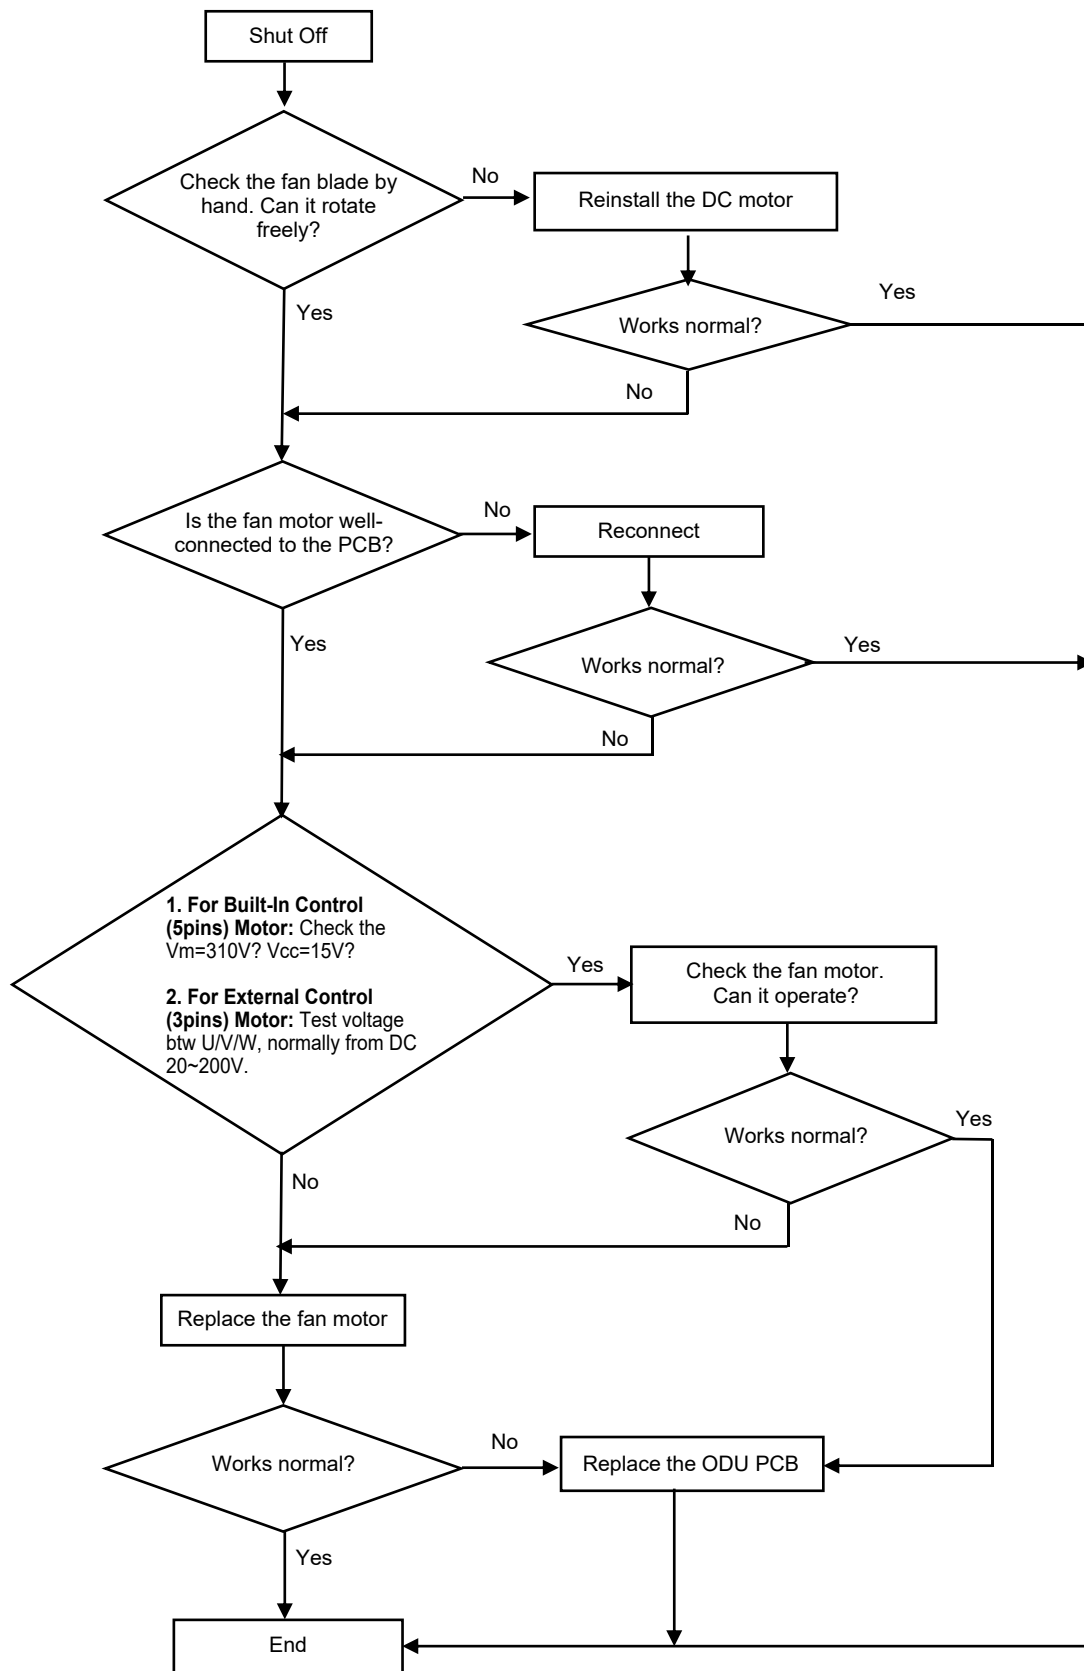 Shut Off
Check the fan blade by
hand. Can it rotate
freely?
No
Reinstall the DC motor
Yes
Works normal?
Yes
No
Is the fan motor well-
connected to the PCB?
No
Reconnect
Yes
Works normal?
Yes
No
1. For Built-In Control
(5pins) Motor: Check the
Vm=310V? Vcc=15V?
2. For External Control
(3pins) Motor: Test voltage
btw U/V/W, normally from DC
20~200V.
Yes
Check the fan motor.
Can it operate?
Works normal?
Yes
No
No
Replace the fan motor
Works normal?
No
Replace the ODU PCB
Yes
End